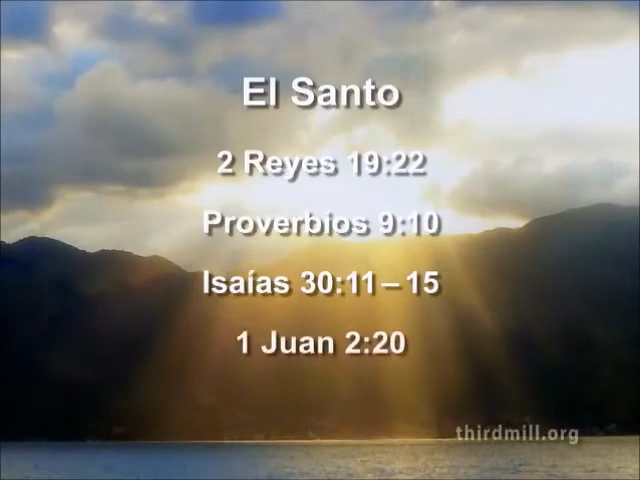 El Santo
2 Reyes 19:22
Proverbios 9:10
Isaías 30:11–15
1 Juan 2:20
thirdmill.org